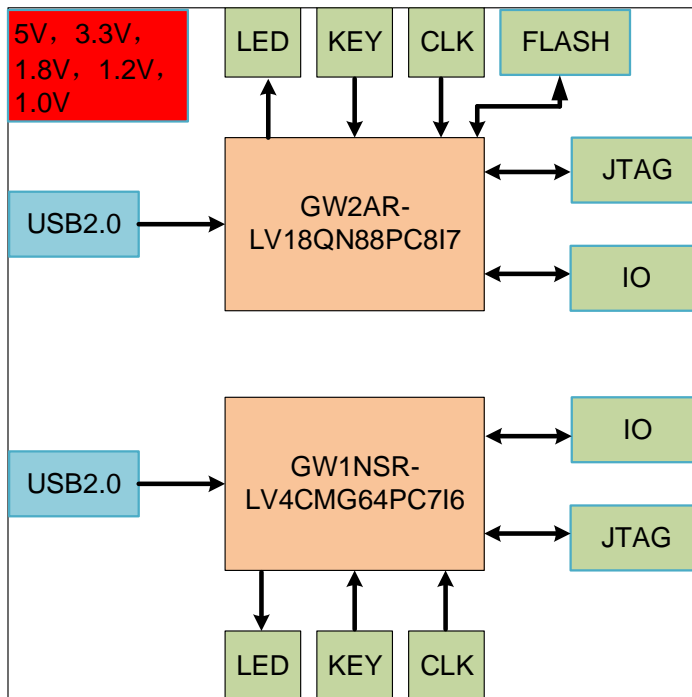 5V，3.3V，
1.8V，1.2V，
1.0V
LED
KEY
CLK
FLASH
USB2.0
GW2AR-
LV18QN88PC8I7
JTAG
IO
USB2.0
GW1NSR-
LV4CMG64PC7I6
IO
JTAG
LED
KEY
CLK